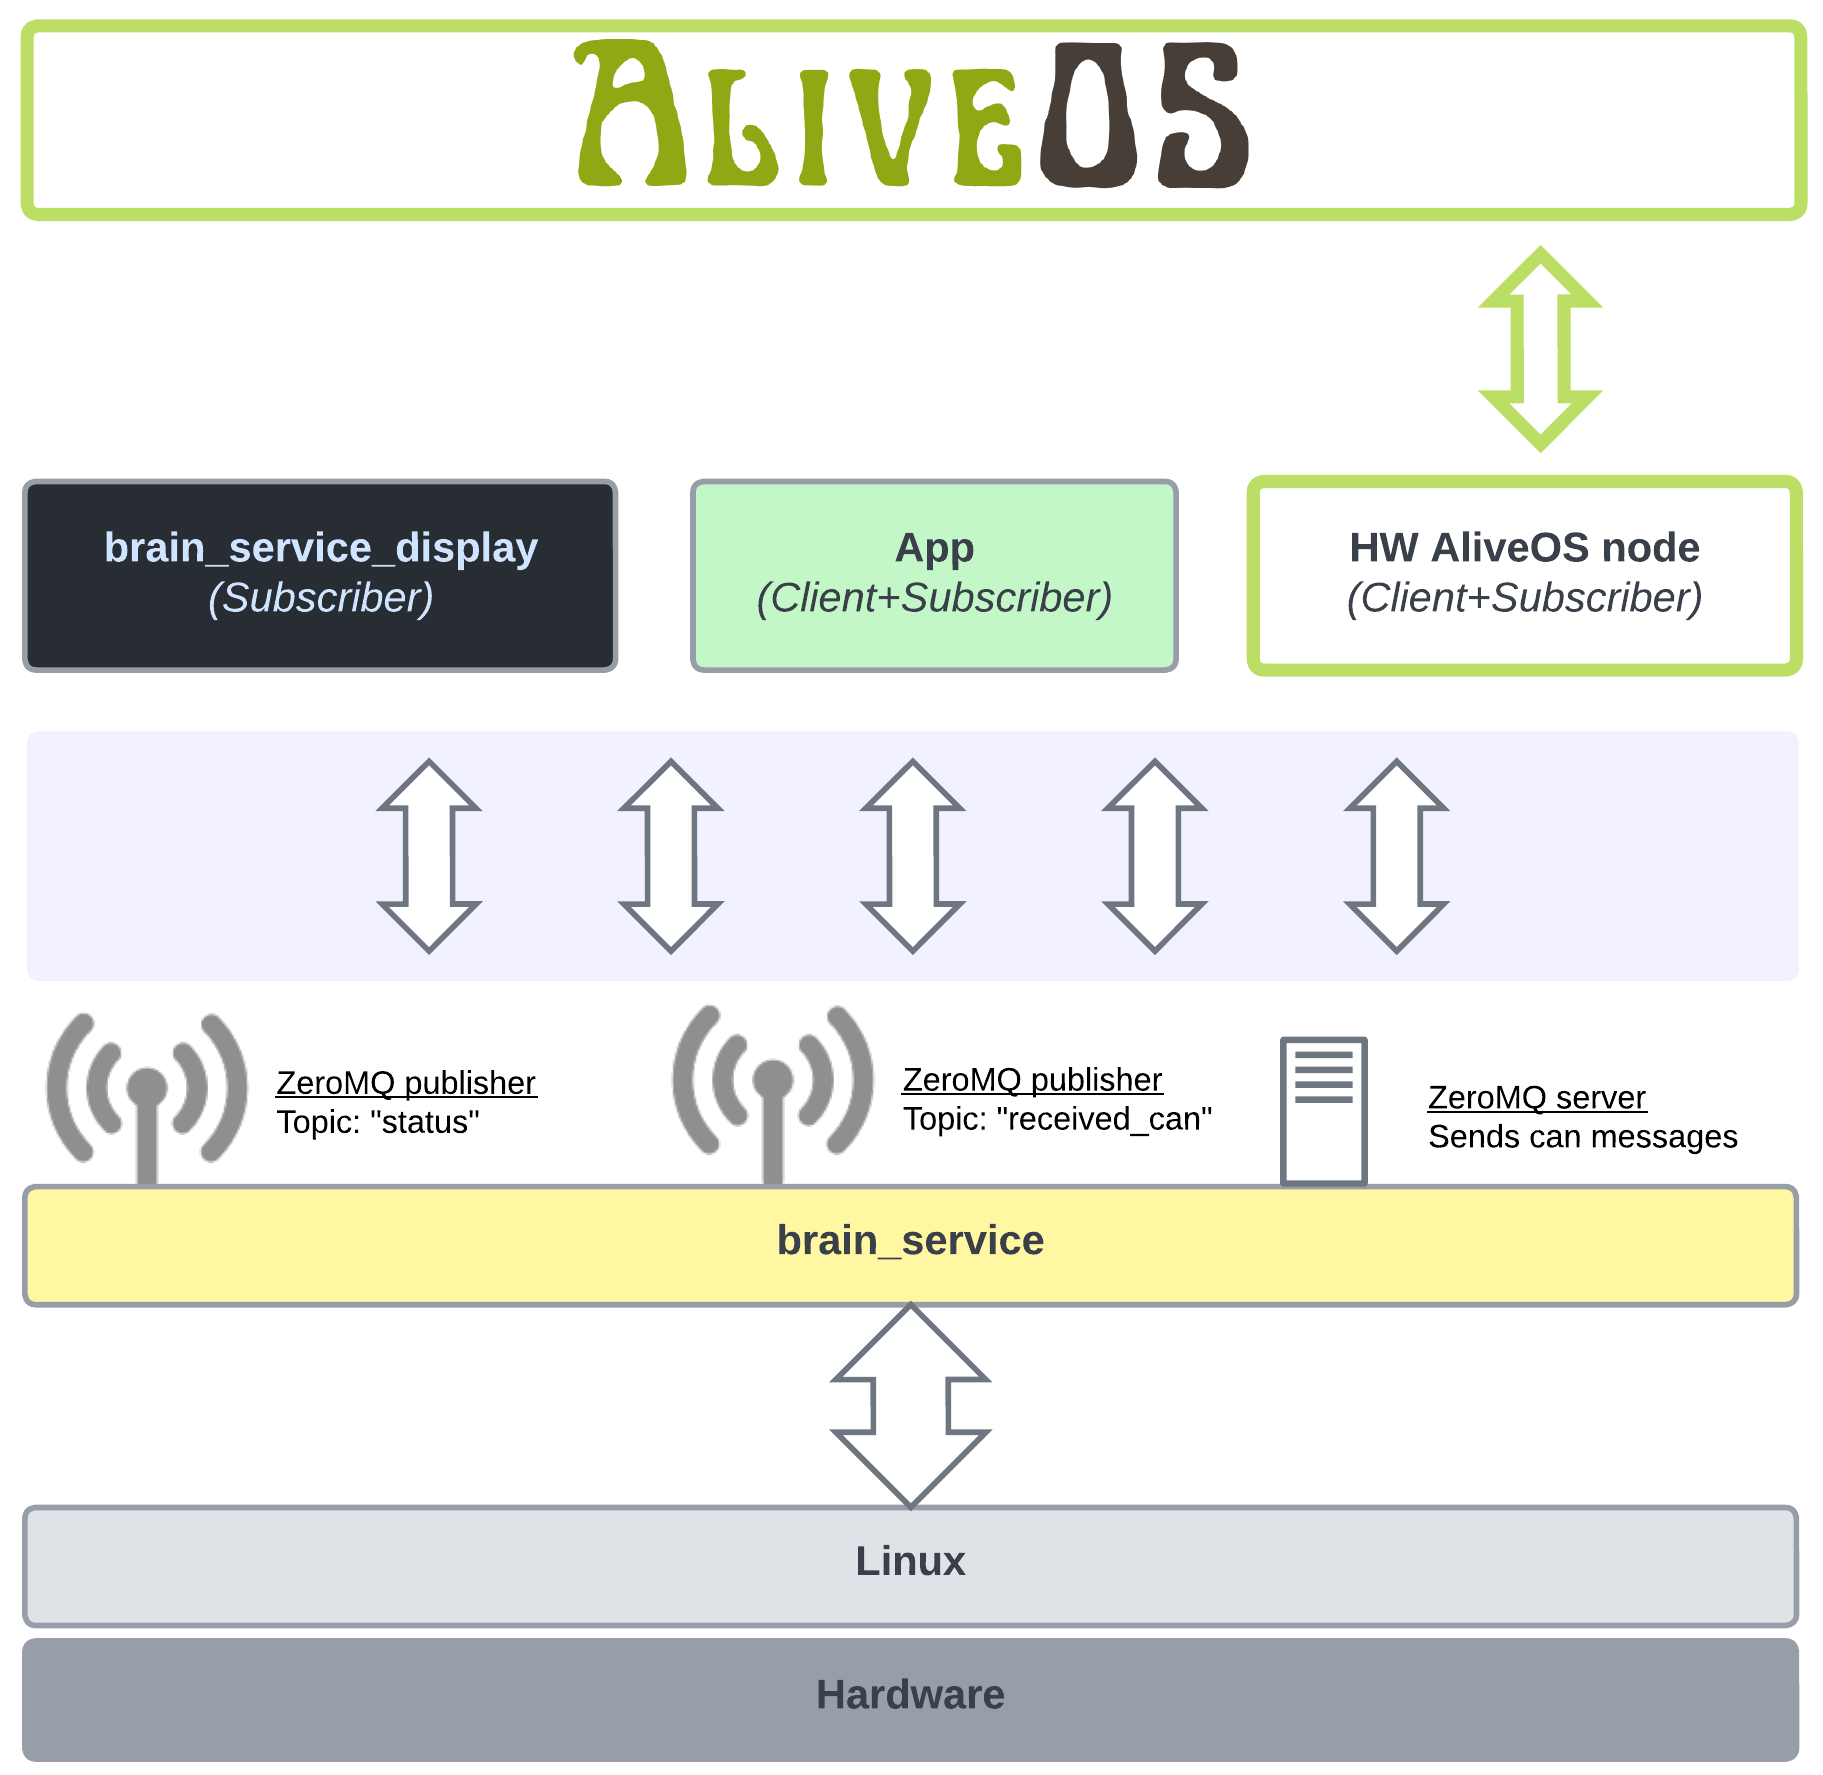 ALIVEOS
brain_service_display
(Subscriber)
App
(Client+Subscriber)
HW AliveOS node
(Client+Subscriber)
ZeroMQ publisher
Topic: "status"
ZeroMQ publisher
Topic: "received_can"
ZeroMQ server
Sends can messages
brain_service
Linux
Hardware